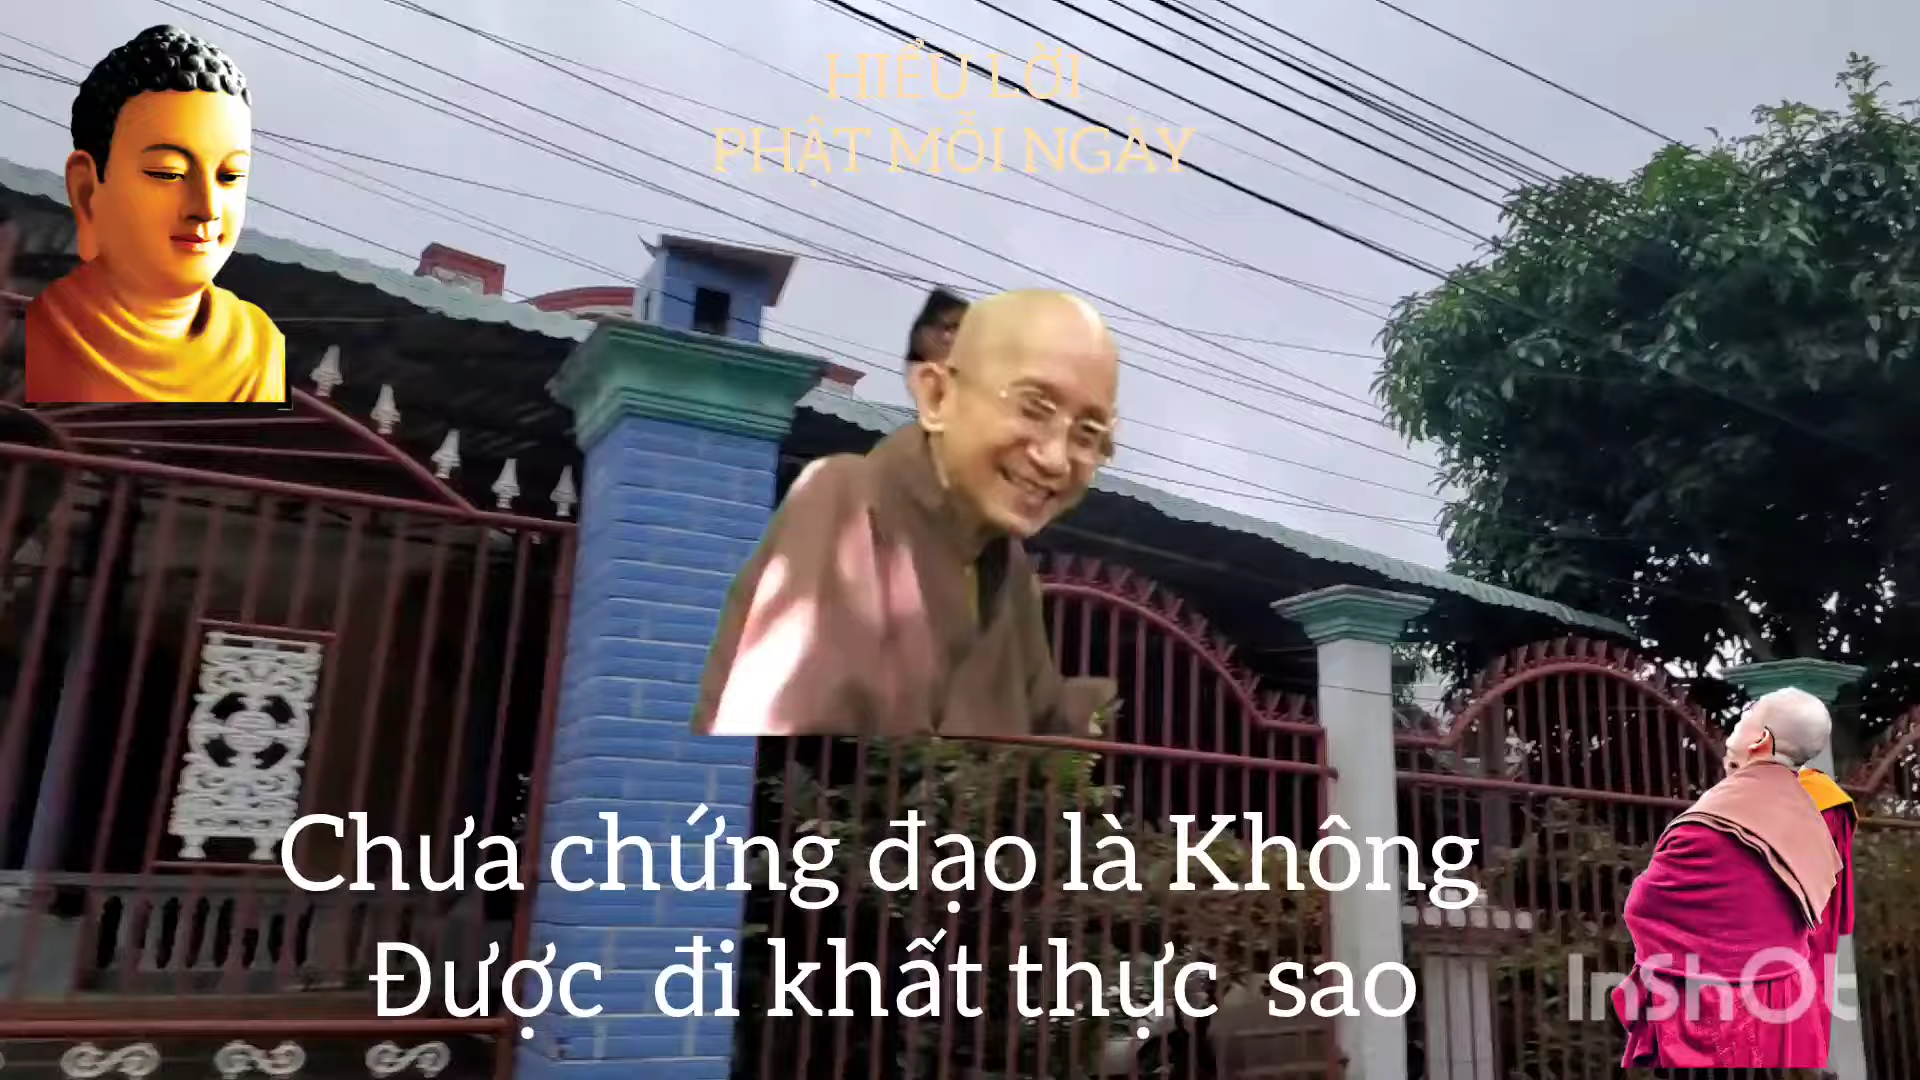 HIỂU LỜI
PHẬT MỖI NGÀY
Chưa chứng đạo là Không
Được đi khất thực sao
InShOt